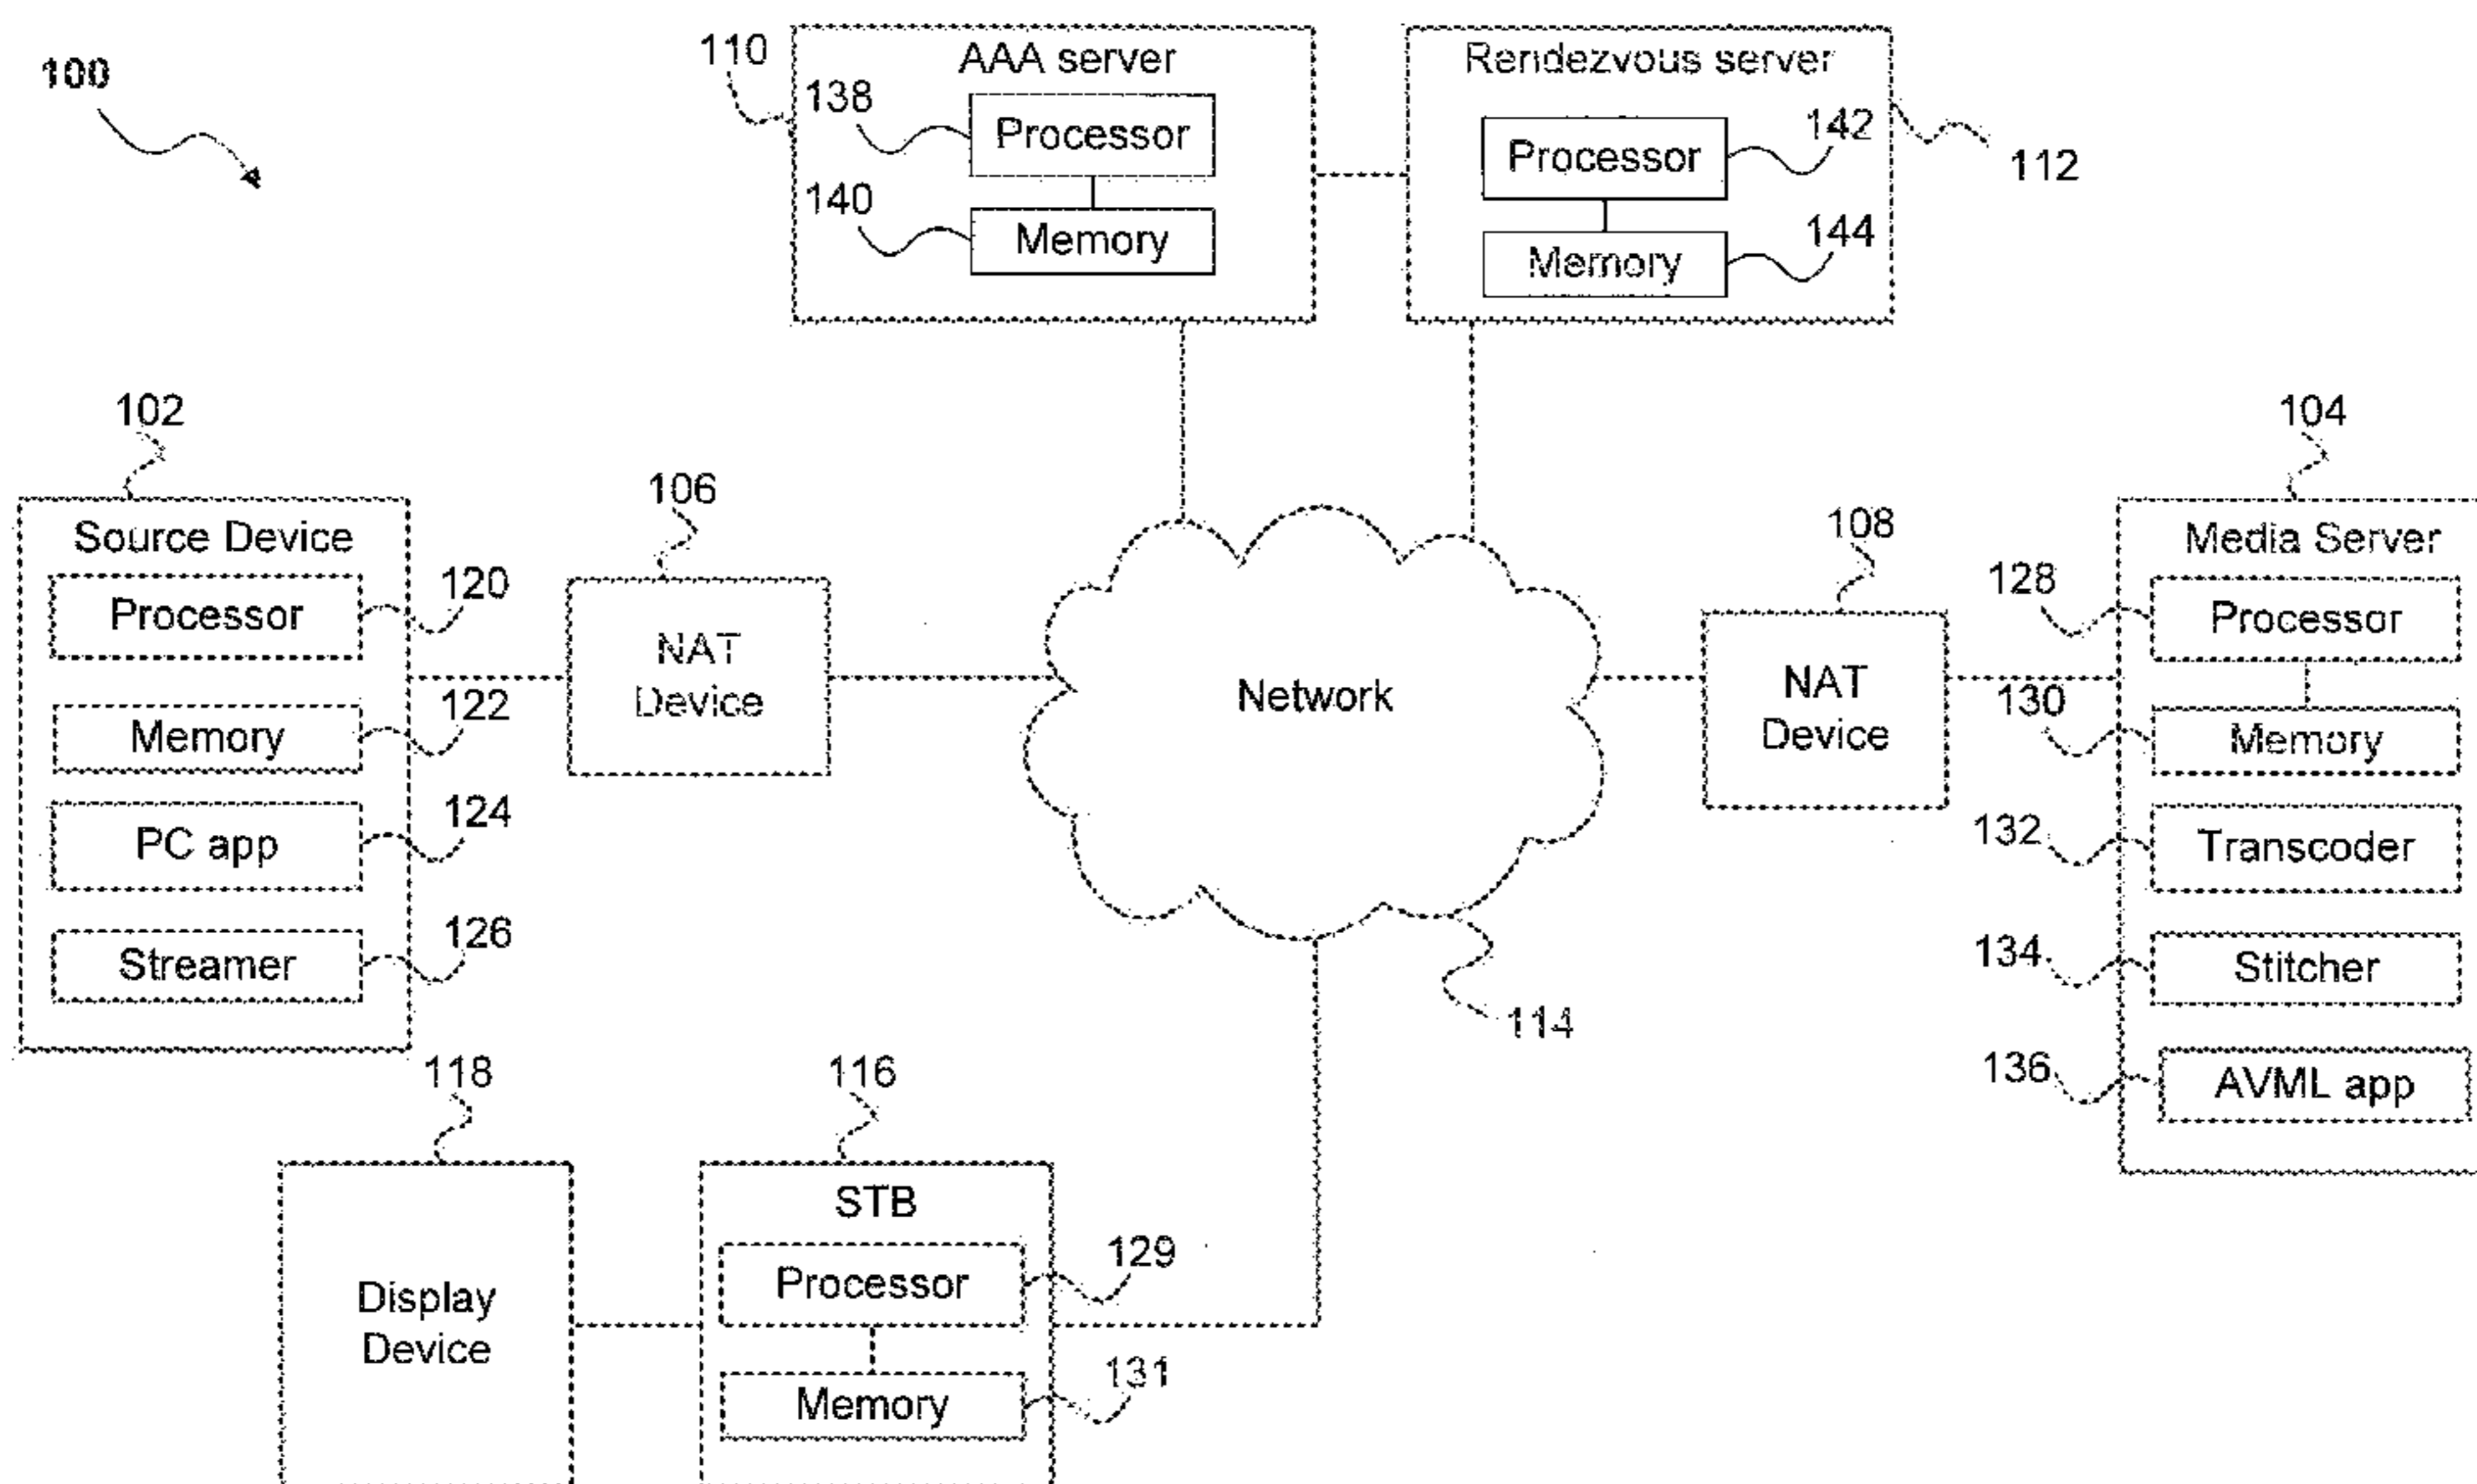 100
110
AAA server
138
Processor
140
Memory
Rendezvous server
142
Processor
144
Memory
112
102
Source Device
Processor
120
Memory
122
PC app
124
Streamer
126
106
NAT
Device
Network
114
108
NAT
Device
104
Media Server
128
Processor
130
Memory
132
Transcoder
134
Stitcher
136
AVML app
118
Display
Device
116
STB
Processor
129
Memory
131